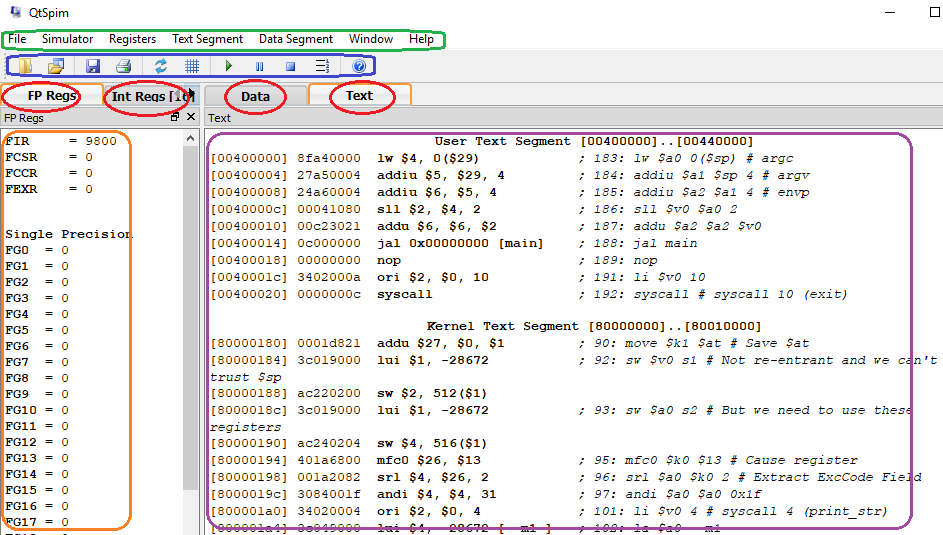 QtSpim
File Simulator Registers Text Segment Data Segment Window Help
FP Regs Int Regs [16] Data Text
FP Regs
FIR = 9800
FCSR = 0
FCCR = 0
FEXR = 0
Single Precision
FG0 = 0
FG1 = 0
FG2 = 0
FG3 = 0
FG4 = 0
FG5 = 0
FG6 = 0
FG7 = 0
FG8 = 0
FG9 = 0
FG10 = 0
FG11 = 0
FG12 = 0
FG13 = 0
FG14 = 0
FG15 = 0
FG16 = 0
FG17 = 0
Text
User Text Segment [00400000]..[00440000]
[00400000] 8fa40000 lw $4, 0($29) ; 183: lw $a0 0($sp) # argc
[00400004] 27a50004 addiu $5, $29, 4 ; 184: addiu $a1 $sp 4 # argv
[00400008] 24a60004 addiu $6, $5, 4 ; 185: addiu $a2 $a1 4 # envp
[0040000c] 00041080 sll $2, $4, 2 ; 186: sll $v0 $a0 2
[00400010] 00c23021 addu $6, $6, $2 ; 187: addu $a2 $a2 $v0
[00400014] 0c000000 jal 0x00000000 [main] ; 188: jal main
[00400018] 00000000 nop ; 189: nop
[0040001c] 3402000a ori $2, $0, 10 ; 191: li $v0 10
[00400020] 0000000c syscall ; 192: syscall # syscall 10 (exit)
Kernel Text Segment [80000000]..[80010000]
[80000180] 0001d821 addu $27, $0, $1 ; 90: move $k1 $at # Save $at
[80000184] 3c019000 lui $1, -28672 ; 92: sw $v0 s1 # Not re-entrant and we can't
trust $sp
[80000188] ac220200 sw $2, 512($1)
[8000018c] 3c019000 lui $1, -28672 ; 93: sw $a0 s2 # But we need to use these
registers
[80000190] ac240204 sw $4, 516($1)
[80000194] 401a6800 mfc0 $26, $13 ; 95: mfc0 $k0 $13 # Cause register
[80000198] 001a2082 srl $4, $26, 2 ; 96: srl $a0 $k0 2 # Extract ExcCode Field
[8000019c] 3084001f andi $4, $4, 31 ; 97: andi $a0 $a0 0x1f
[800001a0] 34020004 ori $2, $0, 4 ; 101: li $v0 4 # syscall 4 (print_str)